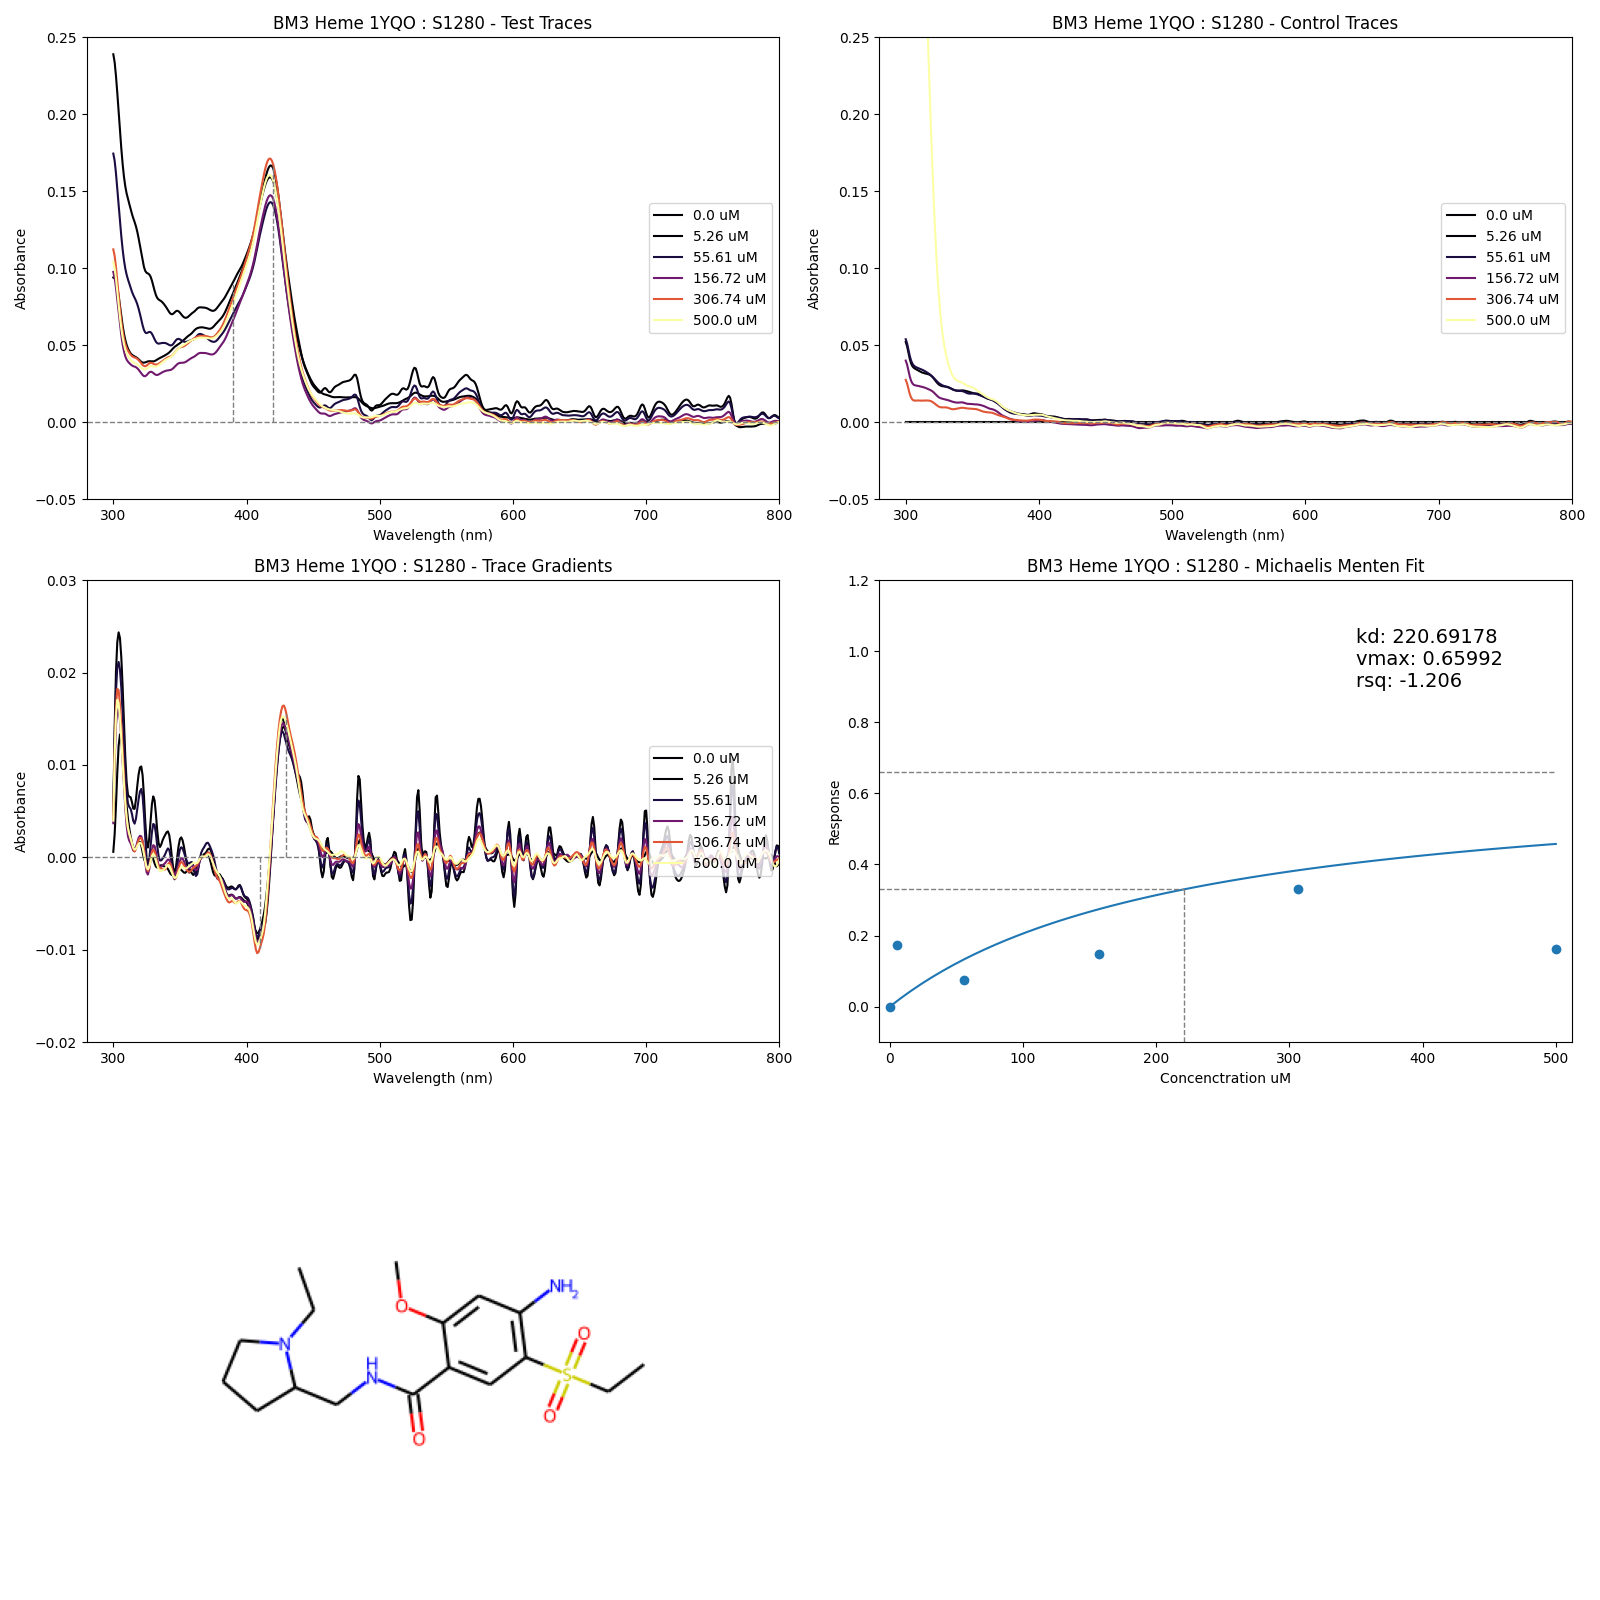 BM3 Heme 1YQO : S1280 - Test Traces
Absorbance
0.25
0.20
0.15
0.10
0.05
0.00
−0.05
300 400 500 600 700 800
Wavelength (nm)
0.0 uM
5.26 uM
55.61 uM
156.72 uM
306.74 uM
500.0 uM
BM3 Heme 1YQO : S1280 - Control Traces
Absorbance
0.25
0.20
0.15
0.10
0.05
0.00
−0.05
300 400 500 600 700 800
Wavelength (nm)
0.0 uM
5.26 uM
55.61 uM
156.72 uM
306.74 uM
500.0 uM
BM3 Heme 1YQO : S1280 - Trace Gradients
Absorbance
0.03
0.02
0.01
0.00
−0.01
−0.02
300 400 500 600 700 800
Wavelength (nm)
0.0 uM
5.26 uM
55.61 uM
156.72 uM
306.74 uM
500.0 uM
BM3 Heme 1YQO : S1280 - Michaelis Menten Fit
Response
1.2
1.0
0.8
0.6
0.4
0.2
0.0
0 100 200 300 400 500
Concenctration uM
kd: 220.69178
vmax: 0.65992
rsq: -1.206
NH2
O
O
N
H
N
S
O
O